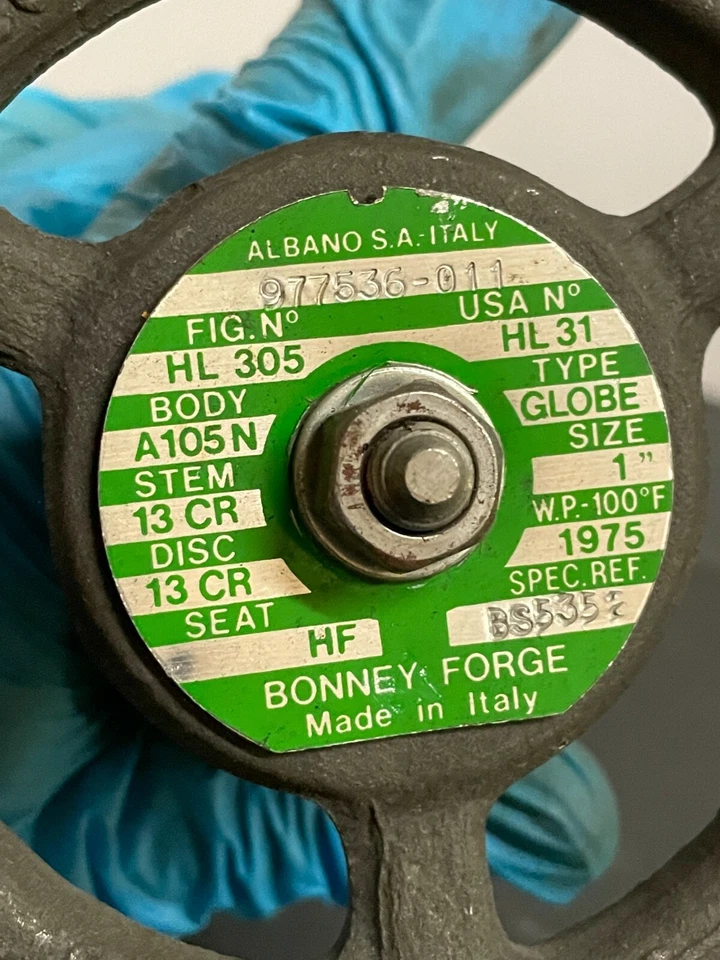 ALBANO S.A.-ITALY
977536-011
FIG. Nº
USA Nº
HL 305
HL 31
BODY
TYPE
A105N
GLOBE
STEM
SIZE
13 CR
1"
DISC
W.P.-100°F
13 CR
1975
SEAT
SPEC. REF.
HF
BS535
BONNEY FORGE
Made in Italy